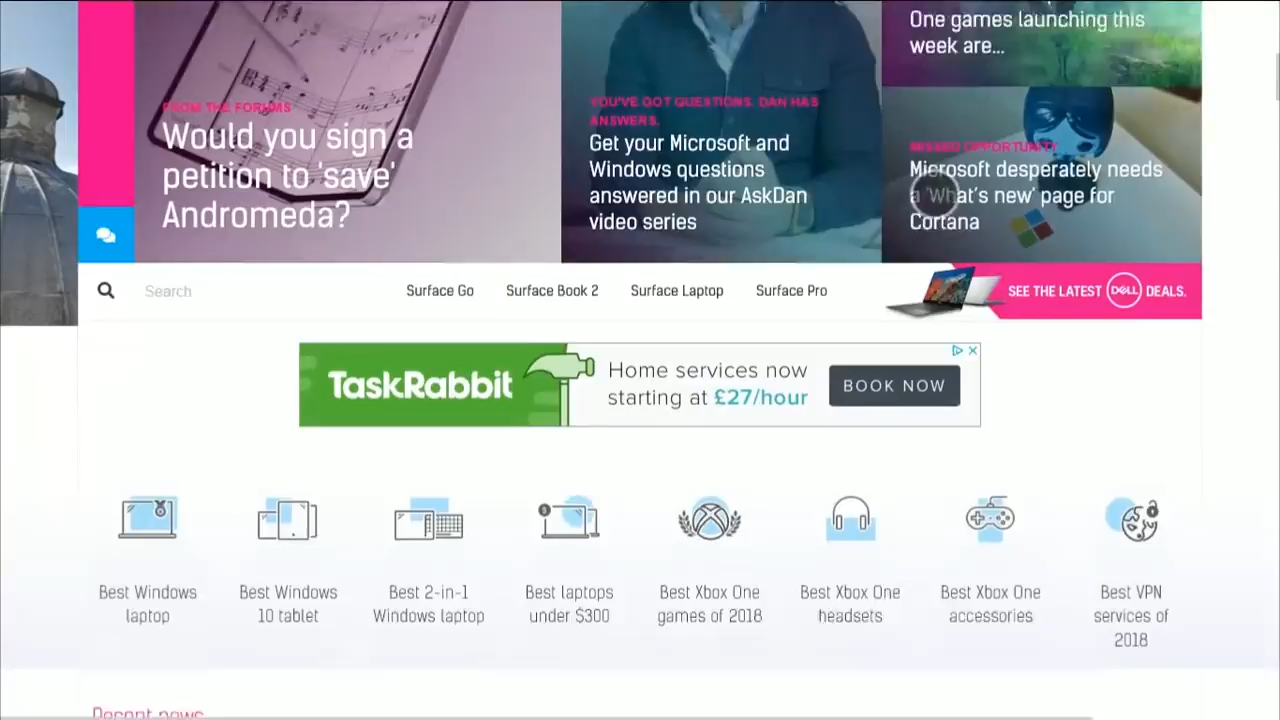 One games launching this
week are...
FROM THE FORUMS
Would you sign a
petition to 'save'
Andromeda?
YOU'VE GOT QUESTIONS. DAN HAS
ANSWERS.
Get your Microsoft and
Windows questions
answered in our AskDan
video series
MISSED OPPORTUNITY
Microsoft desperately needs
a 'What's new' page for
Cortana
Search
Surface Go
Surface Book 2
Surface Laptop
Surface Pro
SEE THE LATEST DELL DEALS.
TaskRabbit
Home services now
starting at £27/hour
BOOK NOW
Best Windows
laptop
Best Windows
10 tablet
Best 2-in-1
Windows laptop
Best laptops
under $300
Best Xbox One
games of 2018
Best Xbox One
headsets
Best Xbox One
accessories
Best VPN
services of
2018
Recent news